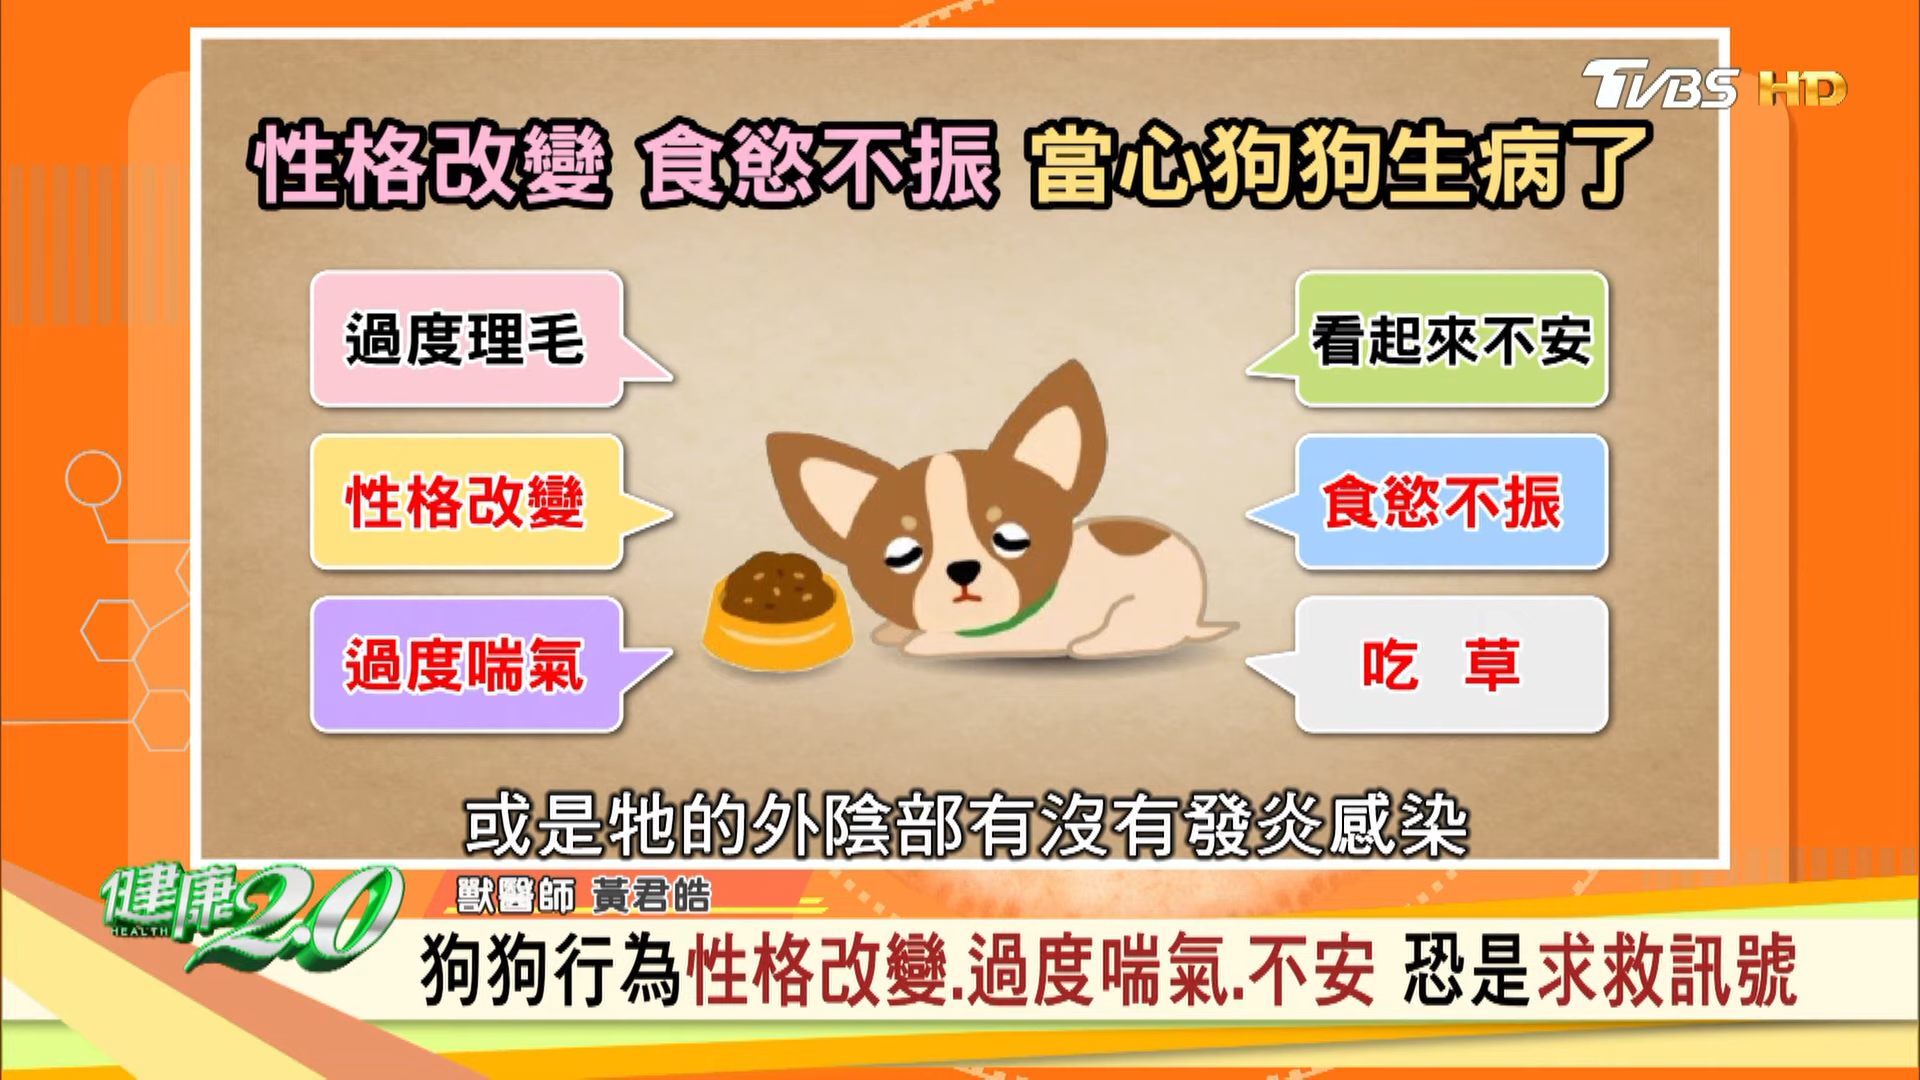 TVBS HD
性格改變 食慾不振 當心狗狗生病了
過度理毛
看起來不安
性格改變
食慾不振
過度喘氣
吃 草
或是牠的外陰部有沒有發炎感染
健康2.0
HEALTH
獸醫師 黃君皓
狗狗行為性格改變.過度喘氣.不安 恐是求救訊號